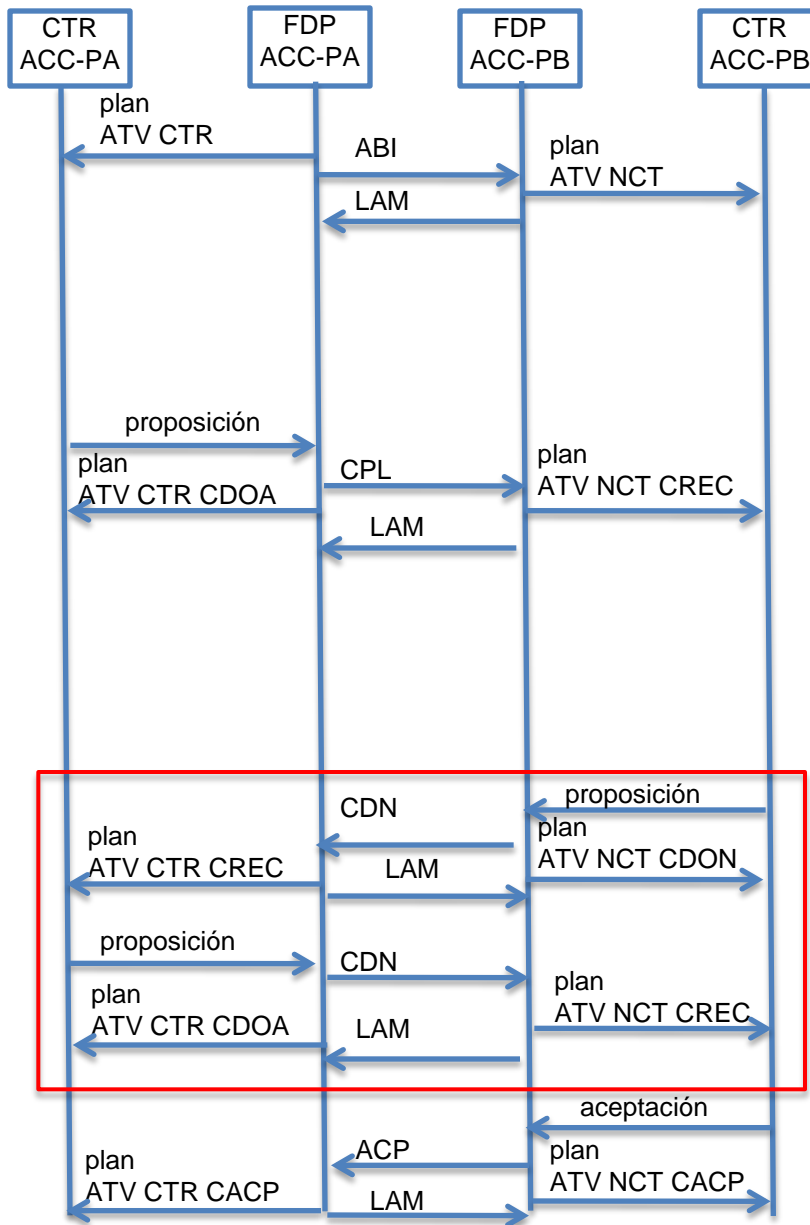 CTR
ACC-PA
FDP
ACC-PA
FDP
ACC-PB
CTR
ACC-PB
plan
ATV CTR
ABI
plan
ATV NCT
LAM
proposición
plan
ATV CTR CDOA
CPL
plan
ATV NCT CREC
LAM
proposición
CDN
plan
ATV NCT CDON
plan
ATV CTR CREC
LAM
proposición
CDN
plan
ATV NCT CREC
plan
ATV CTR CDOA
LAM
aceptación
ACP
plan
ATV NCT CACP
plan
ATV CTR CACP
LAM